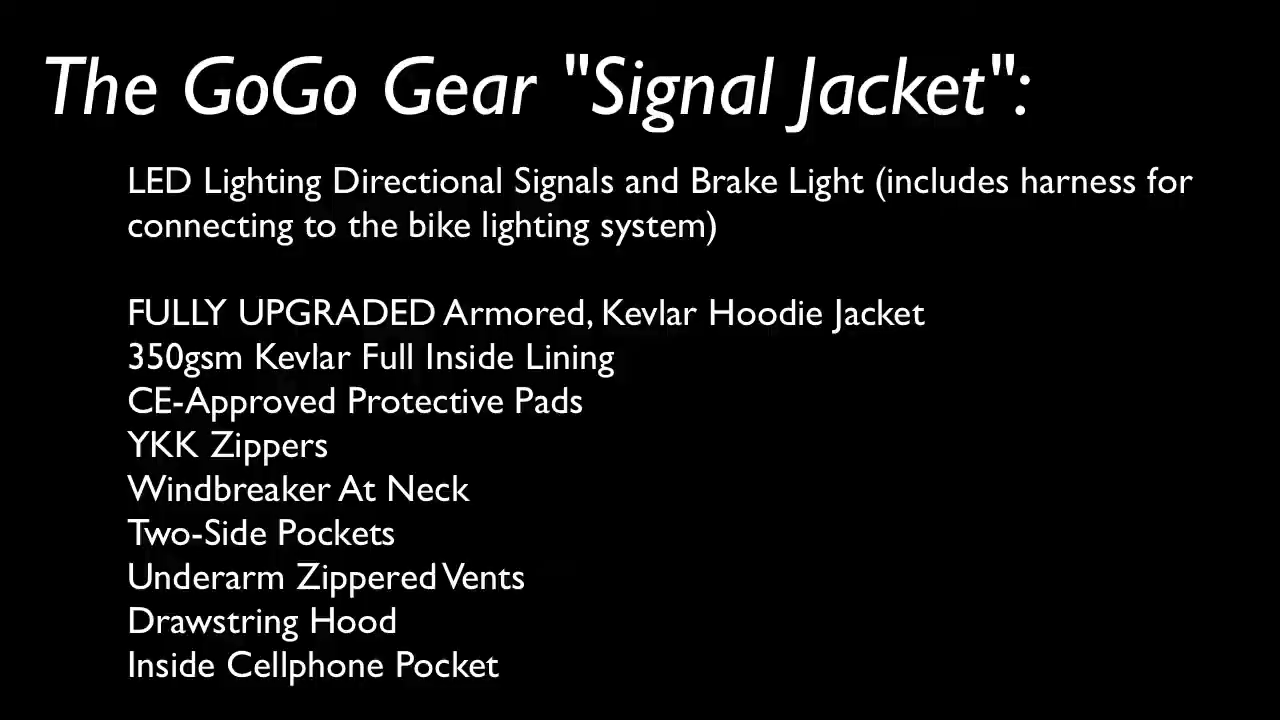 The GoGo Gear "Signal Jacket":
LED Lighting Directional Signals and Brake Light (includes harness for
connecting to the bike lighting system)
FULLY UPGRADED Armored, Kevlar Hoodie Jacket
350gsm Kevlar Full Inside Lining
CE-Approved Protective Pads
YKK Zippers
Windbreaker At Neck
Two-Side Pockets
Underarm Zippered Vents
Drawstring Hood
Inside Cellphone Pocket